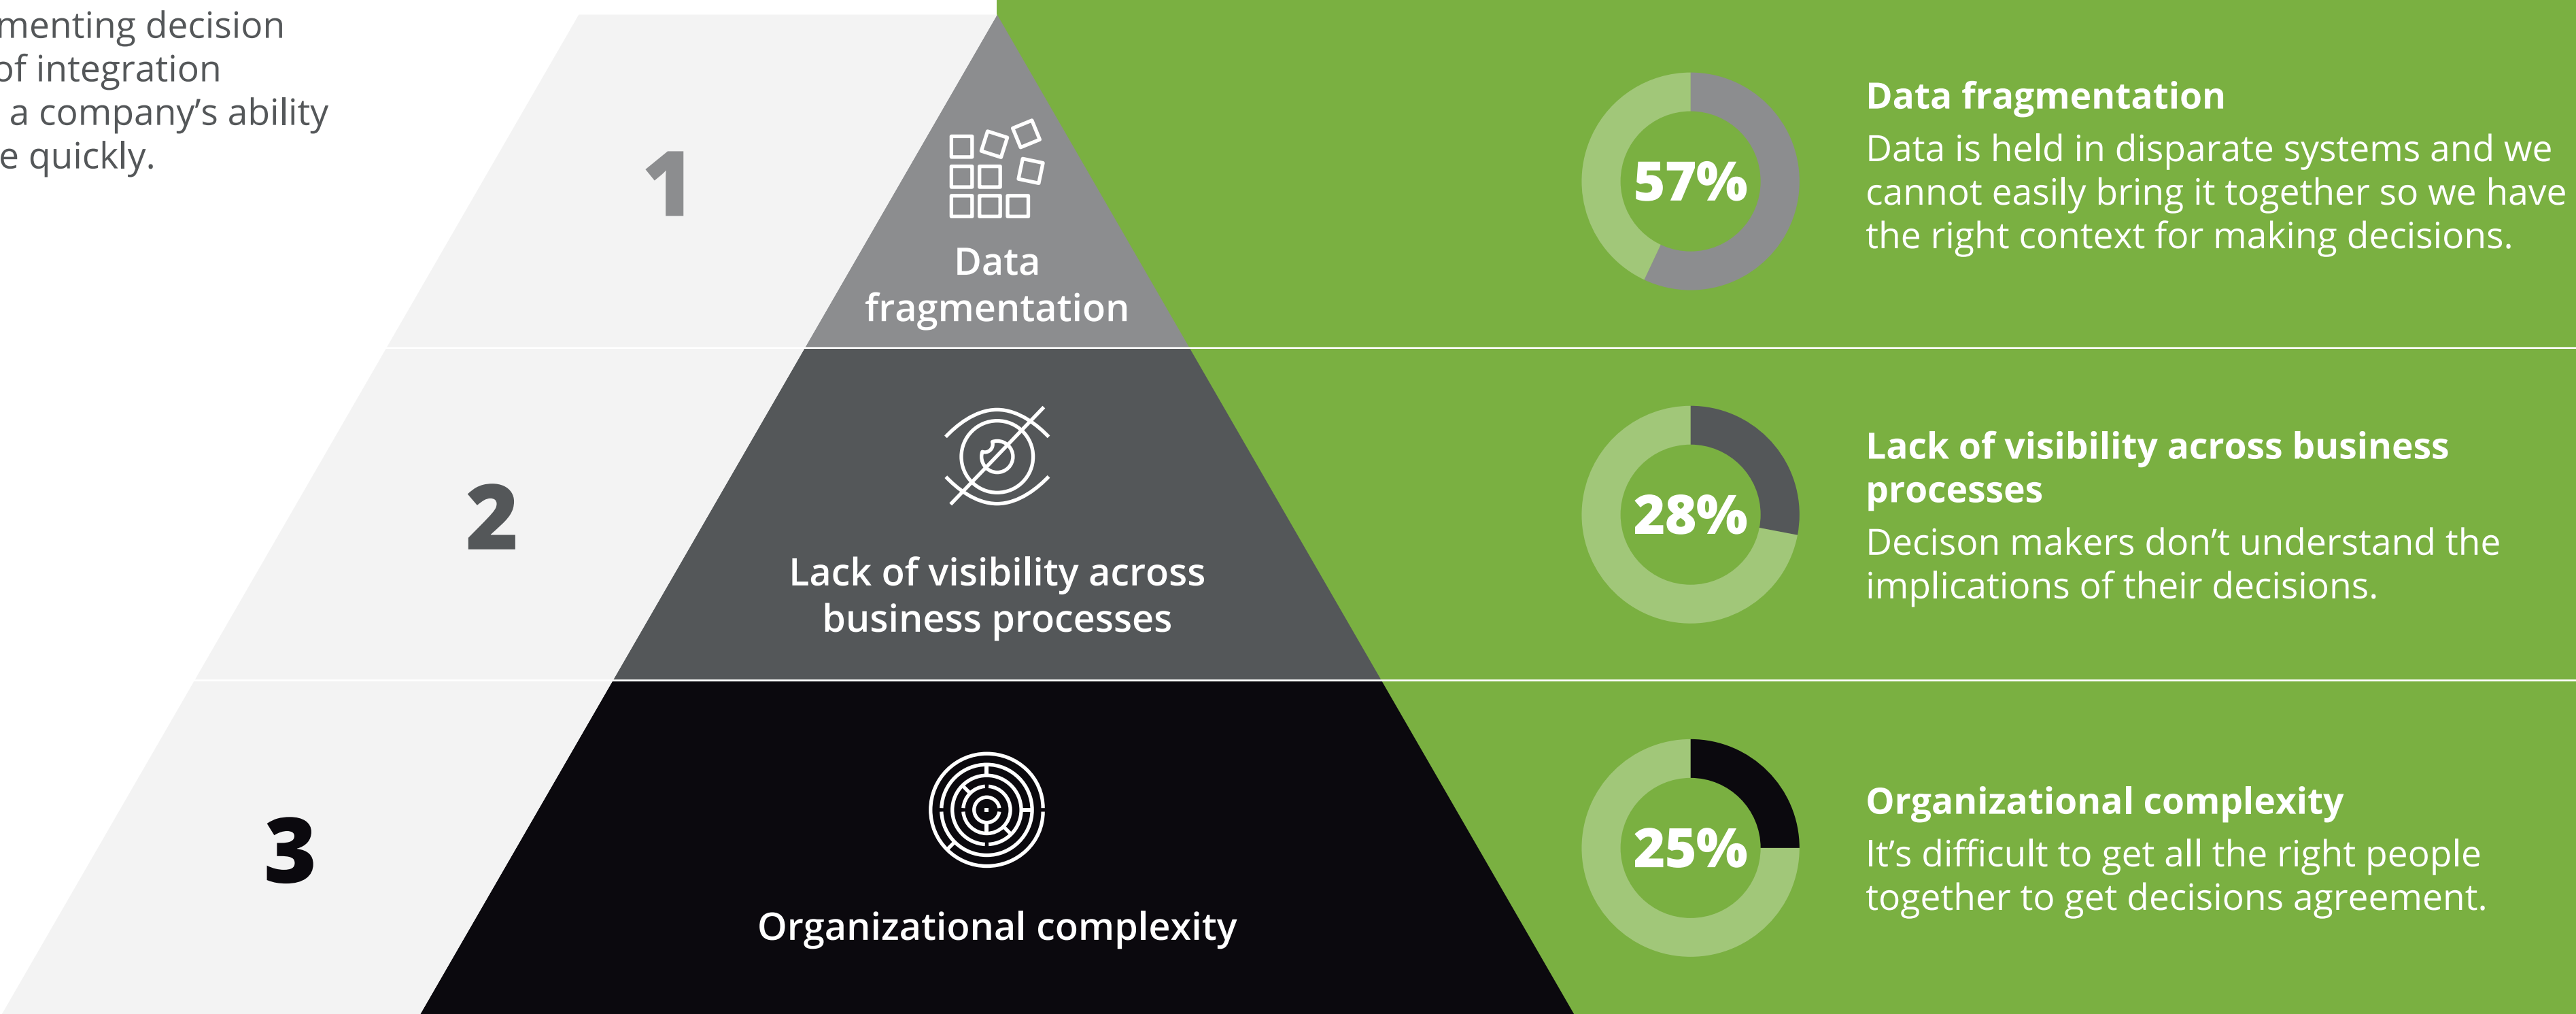 menting decision
of integration
a company’s ability
e quickly.
1
Data
fragmentation
57%
Data fragmentation
Data is held in disparate systems and we
cannot easily bring it together so we have
the right context for making decisions.
2
Lack of visibility across
business processes
28%
Lack of visibility across business
processes
Decison makers don’t understand the
implications of their decisions.
3
Organizational complexity
25%
Organizational complexity
It’s difficult to get all the right people
together to get decisions agreement.